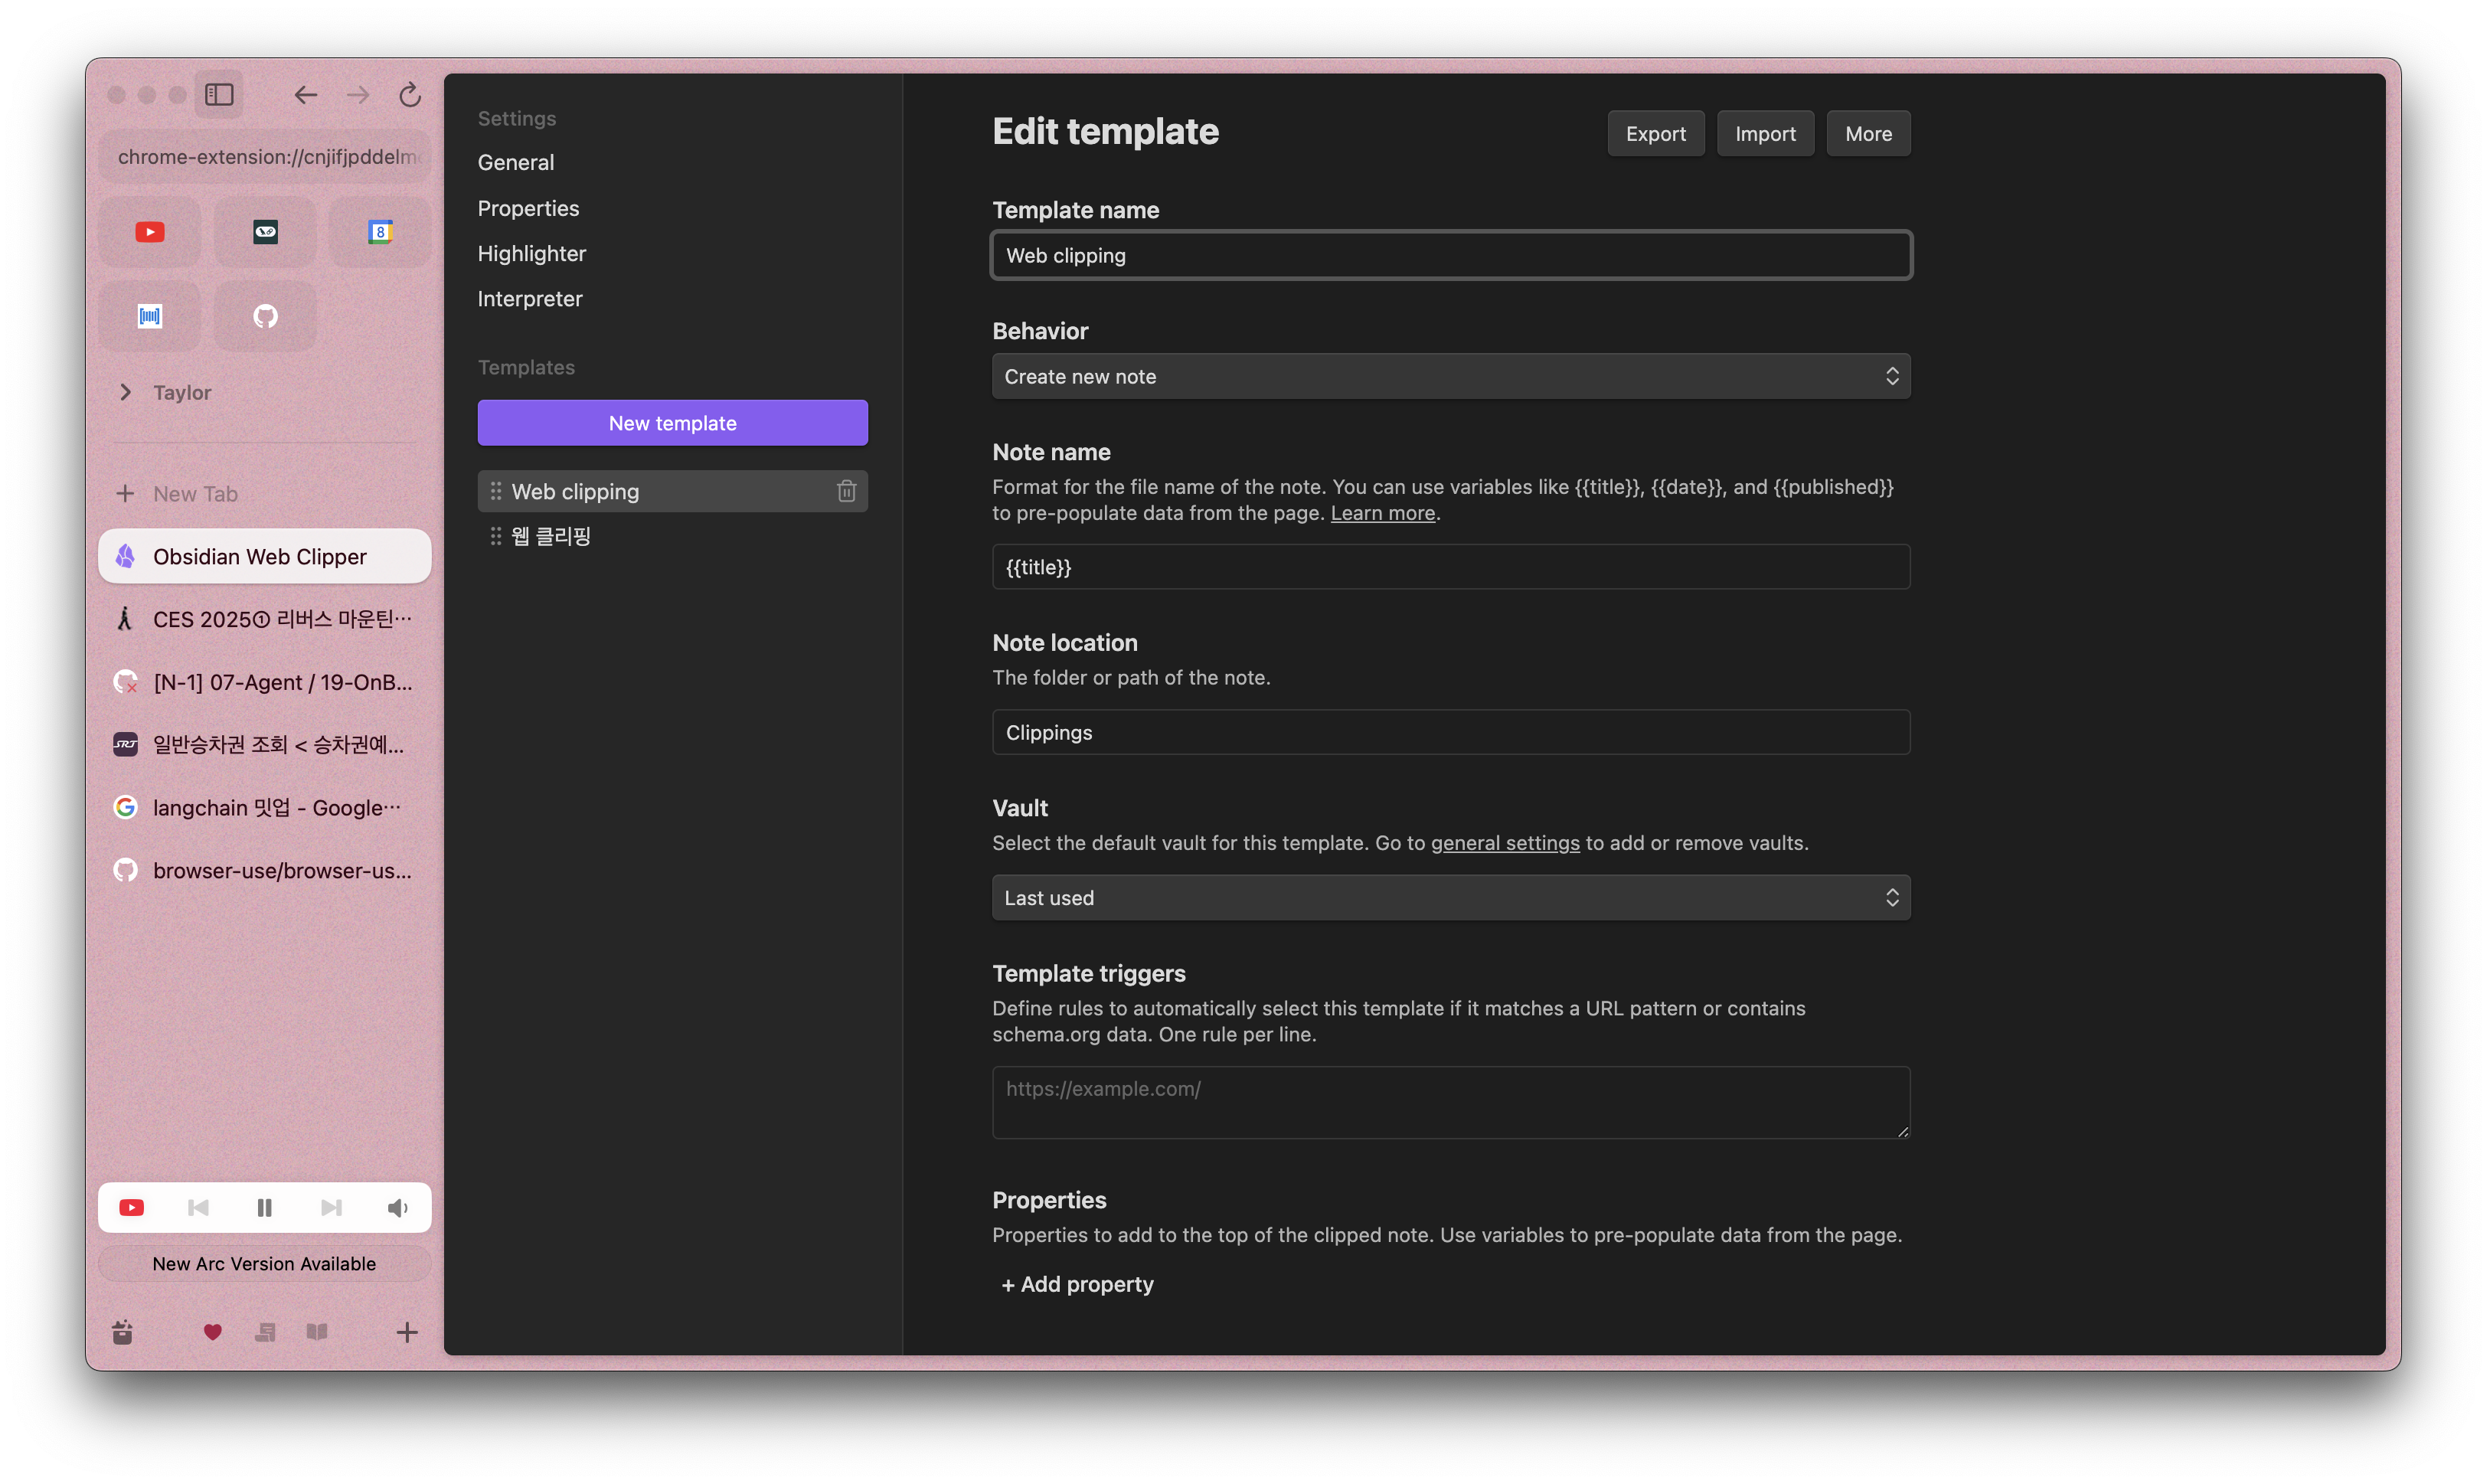 chrome-extension://cnjifjpddelm
8
Taylor
New Tab
Obsidian Web Clipper
CES 2025① 리버스 마운틴…
[N-1] 07-Agent / 19-OnB...
SRT
일반승차권 조회 < 승차권예...
langchain 밋업 - Google…
browser-use/browser-us...
New Arc Version Available
Settings
General
Properties
Highlighter
Interpreter
Templates
New template
Web clipping
웹 클리핑
Edit template
Export
Import
More
Template name
Web clipping
Behavior
Create new note
Note name
Format for the file name of the note. You can use variables like {{title}}, {{date}}, and {{published}}
to pre-populate data from the page. Learn more.
{{title}}
Note location
The folder or path of the note.
Clippings
Vault
Select the default vault for this template. Go to general settings to add or remove vaults.
Last used
Template triggers
Define rules to automatically select this template if it matches a URL pattern or contains
schema.org data. One rule per line.
https://example.com/
Properties
Properties to add to the top of the clipped note. Use variables to pre-populate data from the page.
+ Add property